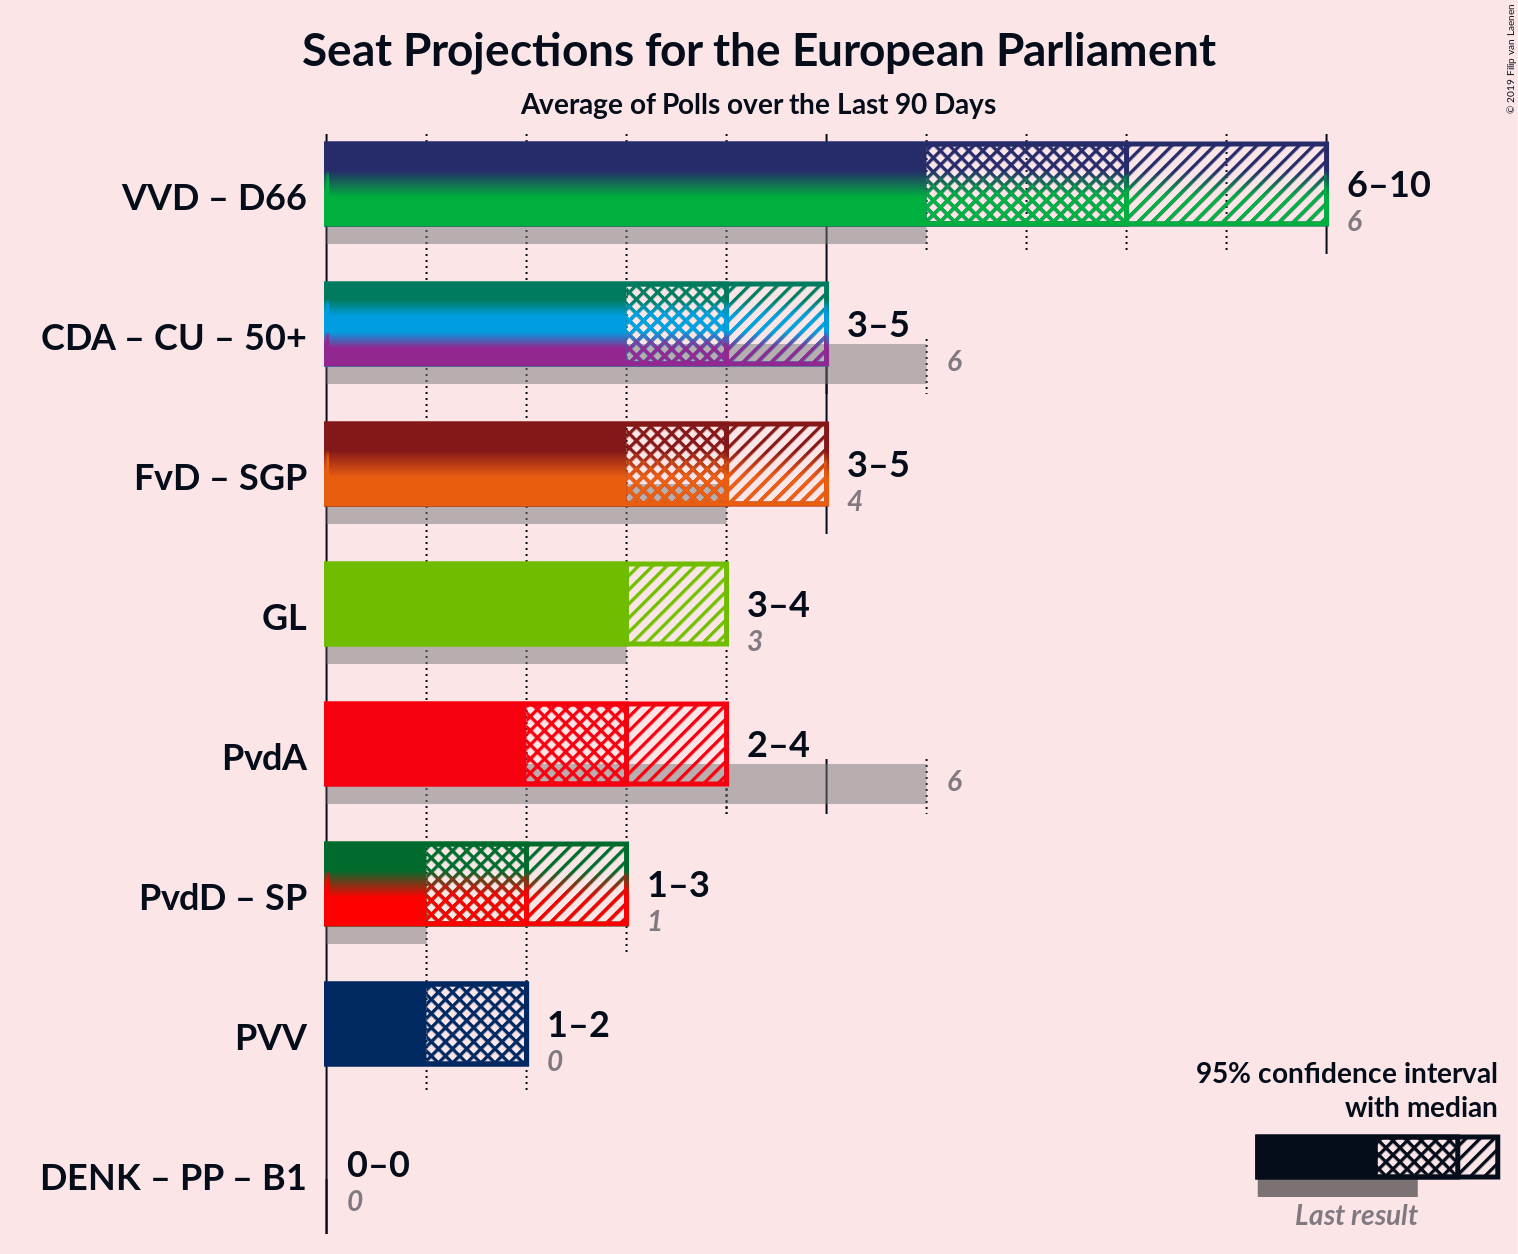 Seat Projections for the European Parliament
Average of Polls over the Last 90 Days
© 2019 Filip van Laenen
VVD – D66
6–10
6
CDA – CU – 50+
3–5
6
FvD – SGP
3–5
4
GL
3–4
3
PvdA
2–4
6
PvdD – SP
1–3
1
PVV
1–2
0
DENK – PP – B1
0–0
0
95% confidence interval
with median
Last result